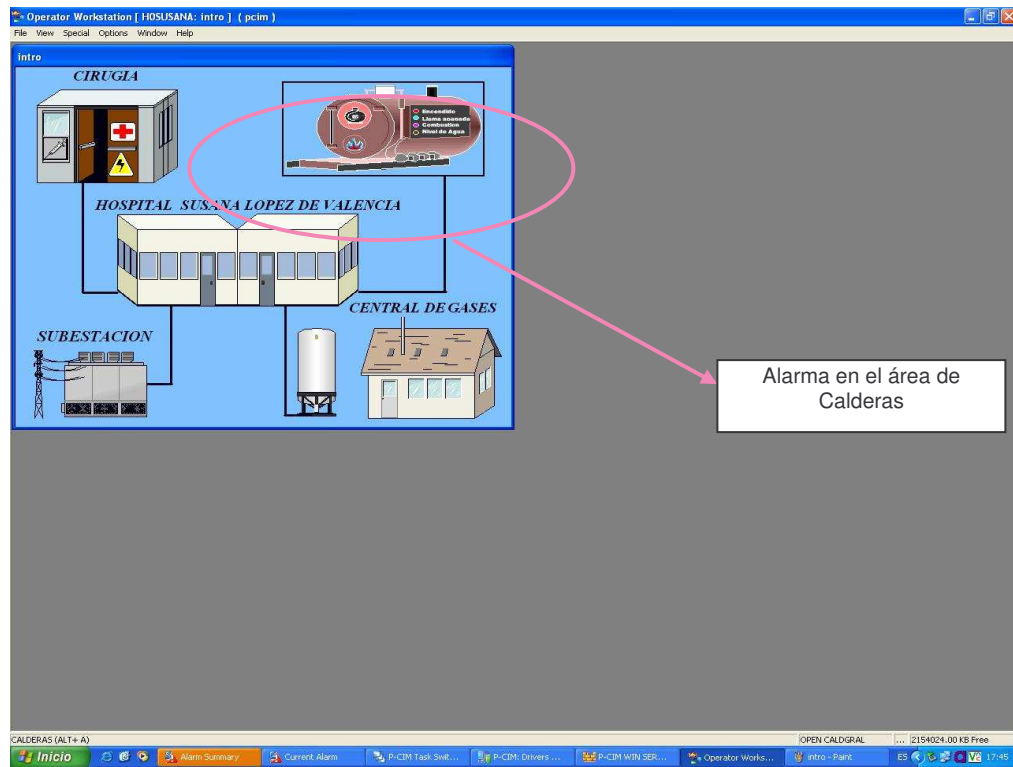 Operator Workstation [ HOSUSANA: intro ] ( pcim )
File View Special Options Window Help
intro
CIRUGIA
Encendido
Llama apagada
Combustion
Nivel de Agua
HOSPITAL SUSANA LOPEZ DE VALENCIA
CENTRAL DE GASES
SUBESTACION
Alarma en el área de
Calderas
CALDERAS (ALT+ A)
OPEN CALDGRAL
... 2154024.00 KB Free
Inicio
Alarm Summary
Current Alarm
P-CIM Task Swit...
P-CIM: Drivers ...
P-CIM WIN SER...
Operator Works...
intro - Paint
ES
17:45